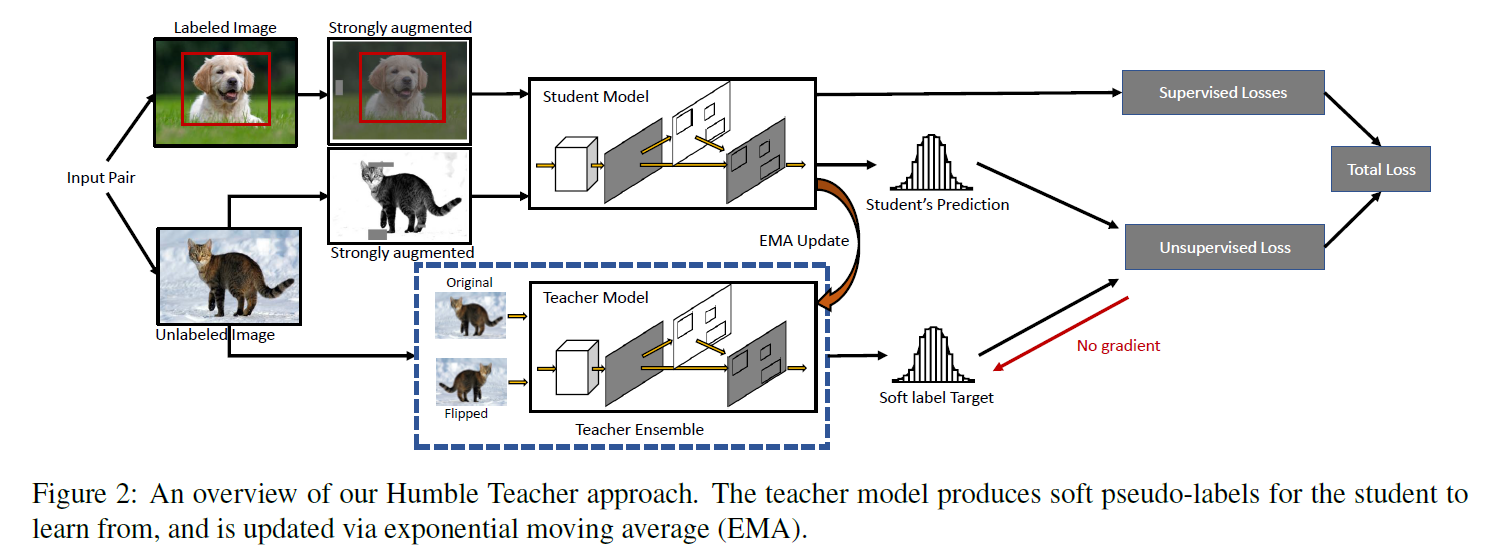 Labeled Image
Strongly augmented
Input Pair
Student Model
Supervised Losses
Total Loss
Student's Prediction
Unsupervised Loss
EMA Update
Strongly augmented
Unlabeled Image
Original
Teacher Model
Flipped
Teacher Ensemble
No gradient
Soft label Target
Figure 2: An overview of our Humble Teacher approach. The teacher model produces soft pseudo-labels for the student to
learn from, and is updated via exponential moving average (EMA).